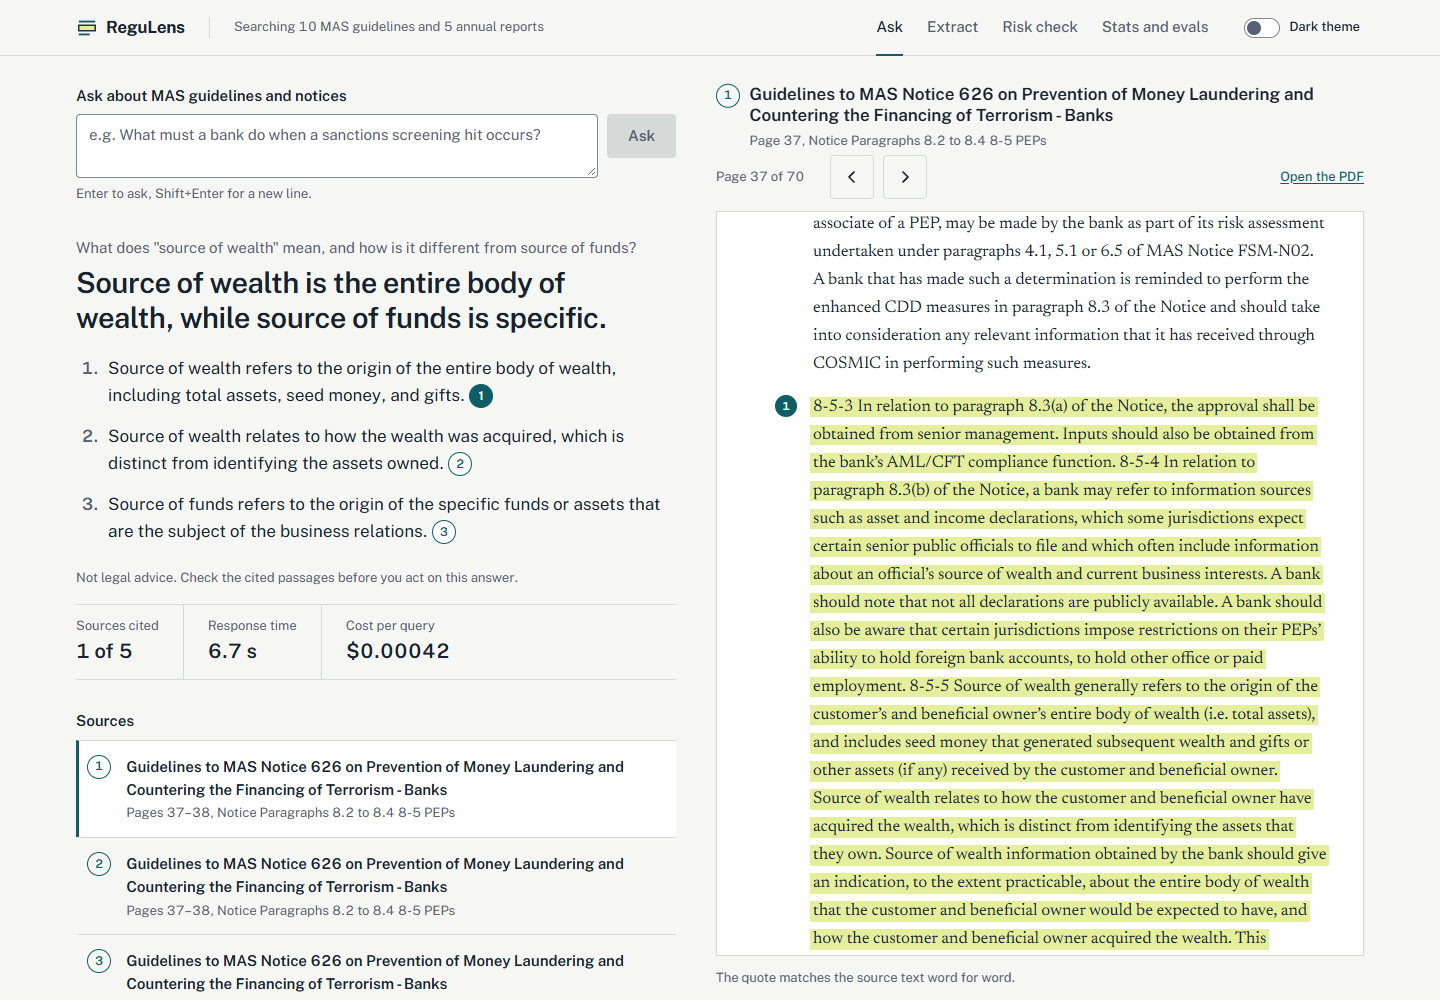 ReguLens
Searching 10 MAS guidelines and 5 annual reports
Ask
Extract
Risk check
Stats and evals
Dark theme
Ask about MAS guidelines and notices
e.g. What must a bank do when a sanctions screening hit occurs?
Ask
Enter to ask, Shift+Enter for a new line.
What does "source of wealth" mean, and how is it different from source of funds?
Source of wealth is the entire body of
wealth, while source of funds is specific.
1. Source of wealth refers to the origin of the entire body of wealth,
including total assets, seed money, and gifts. 1
2. Source of wealth relates to how the wealth was acquired, which is
distinct from identifying the assets owned. 2
3. Source of funds refers to the origin of the specific funds or assets that
are the subject of the business relations. 3
Not legal advice. Check the cited passages before you act on this answer.
Sources cited
1 of 5
Response time
6.7 s
Cost per query
$0.00042
Sources
1 Guidelines to MAS Notice 626 on Prevention of Money Laundering and
Countering the Financing of Terrorism - Banks
Pages 37–38, Notice Paragraphs 8.2 to 8.4 8-5 PEPs
2 Guidelines to MAS Notice 626 on Prevention of Money Laundering and
Countering the Financing of Terrorism - Banks
Pages 37–38, Notice Paragraphs 8.2 to 8.4 8-5 PEPs
3 Guidelines to MAS Notice 626 on Prevention of Money Laundering and
Countering the Financing of Terrorism - Banks
1 Guidelines to MAS Notice 626 on Prevention of Money Laundering and
Countering the Financing of Terrorism - Banks
Page 37, Notice Paragraphs 8.2 to 8.4 8-5 PEPs
Page 37 of 70
Open the PDF
associate of a PEP, may be made by the bank as part of its risk assessment
undertaken under paragraphs 4.1, 5.1 or 6.5 of MAS Notice FSM-N02.
A bank that has made such a determination is reminded to perform the
enhanced CDD measures in paragraph 8.3 of the Notice and should take
into consideration any relevant information that it has received through
COSMIC in performing such measures.
1 8-5-3 In relation to paragraph 8.3(a) of the Notice, the approval shall be
obtained from senior management. Inputs should also be obtained from
the bank’s AML/CFT compliance function. 8-5-4 In relation to
paragraph 8.3(b) of the Notice, a bank may refer to information sources
such as asset and income declarations, which some jurisdictions expect
certain senior public officials to file and which often include information
about an official’s source of wealth and current business interests. A bank
should note that not all declarations are publicly available. A bank should
also be aware that certain jurisdictions impose restrictions on their PEPs’
ability to hold foreign bank accounts, to hold other office or paid
employment. 8-5-5 Source of wealth generally refers to the origin of the
customer’s and beneficial owner’s entire body of wealth (i.e. total assets),
and includes seed money that generated subsequent wealth and gifts or
other assets (if any) received by the customer and beneficial owner.
Source of wealth relates to how the customer and beneficial owner have
acquired the wealth, which is distinct from identifying the assets that
they own. Source of wealth information obtained by the bank should give
an indication, to the extent practicable, about the entire body of wealth
that the customer and beneficial owner would be expected to have, and
how the customer and beneficial owner acquired the wealth. This
The quote matches the source text word for word.